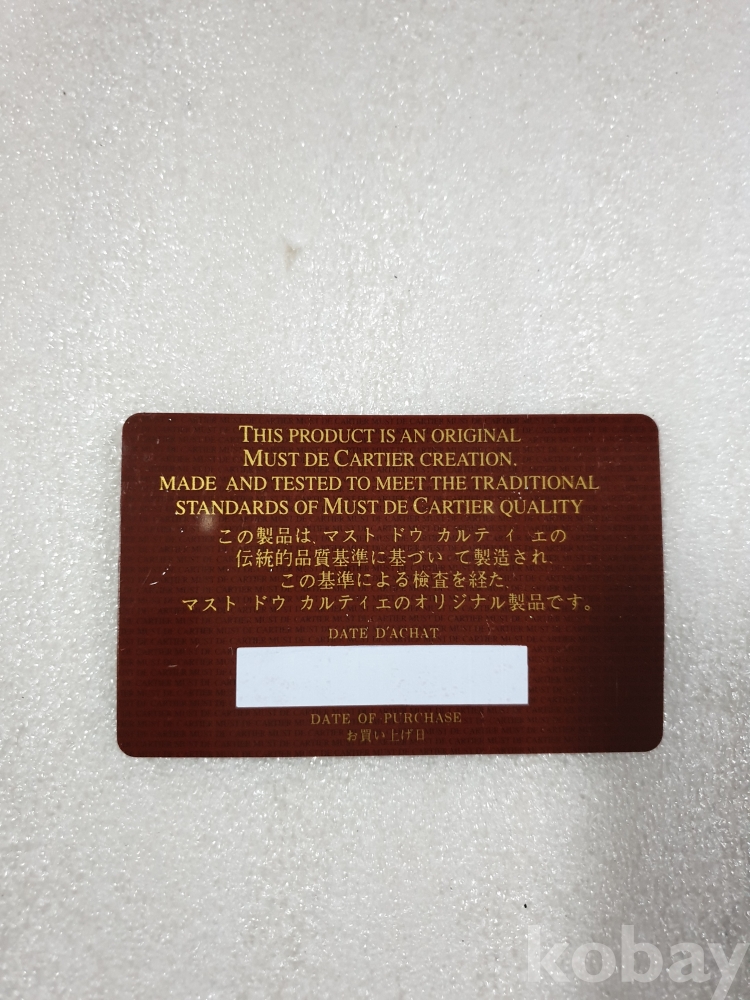 THIS PRODUCT IS AN ORIGINAL
MUST DE CARTIER CREATION.
MADE AND TESTED TO MEET THE TRADITIONAL
STANDARDS OF MUST DE CARTIER QUALITY
この製品は、マスト ドゥ カルティ エの
伝統的品質基準に基づい て製造され、
この基準による検査を経た、
マスト ドゥ カルティエのオリジナル製品です。
DATE D'ACHAT
DATE OF PURCHASE
お買い上げ日
kobay